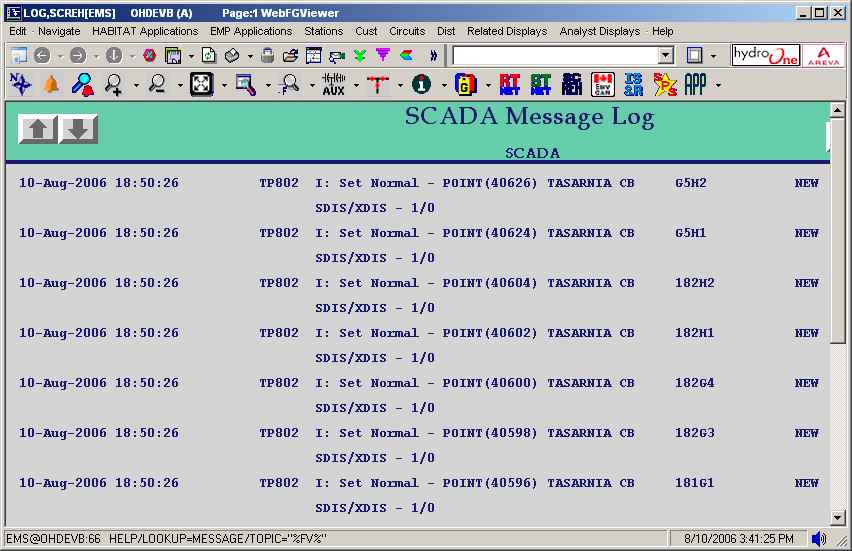 LOG,SCREH[EMS] OHDEVB (A) Page:1 WebFGViewer
Edit Navigate HABITAT Applications EMP Applications Stations Cust Circuits Dist Related Displays Analyst Displays Help
hydro one
A AREVA
AUX RT NET ST NET ENV CAN IS &R SPS APP
SCADA Message Log
SCADA
10-Aug-2006 18:50:26 TP802 I: Set Normal - POINT(40626) TASARNIA CB G5H2 NEW
SDIS/XDIS - 1/0
10-Aug-2006 18:50:26 TP802 I: Set Normal - POINT(40624) TASARNIA CB G5H1 NEW
SDIS/XDIS - 1/0
10-Aug-2006 18:50:26 TP802 I: Set Normal - POINT(40604) TASARNIA CB 182H2 NEW
SDIS/XDIS - 1/0
10-Aug-2006 18:50:26 TP802 I: Set Normal - POINT(40602) TASARNIA CB 182H1 NEW
SDIS/XDIS - 1/0
10-Aug-2006 18:50:26 TP802 I: Set Normal - POINT(40600) TASARNIA CB 182G4 NEW
SDIS/XDIS - 1/0
10-Aug-2006 18:50:26 TP802 I: Set Normal - POINT(40598) TASARNIA CB 182G3 NEW
SDIS/XDIS - 1/0
10-Aug-2006 18:50:26 TP802 I: Set Normal - POINT(40596) TASARNIA CB 181G1 NEW
SDIS/XDIS - 1/0
EMS@OHDEVB:66 HELP/LOOKUP=MESSAGE/TOPIC="%FV%" 8/10/2006 3:41:25 PM